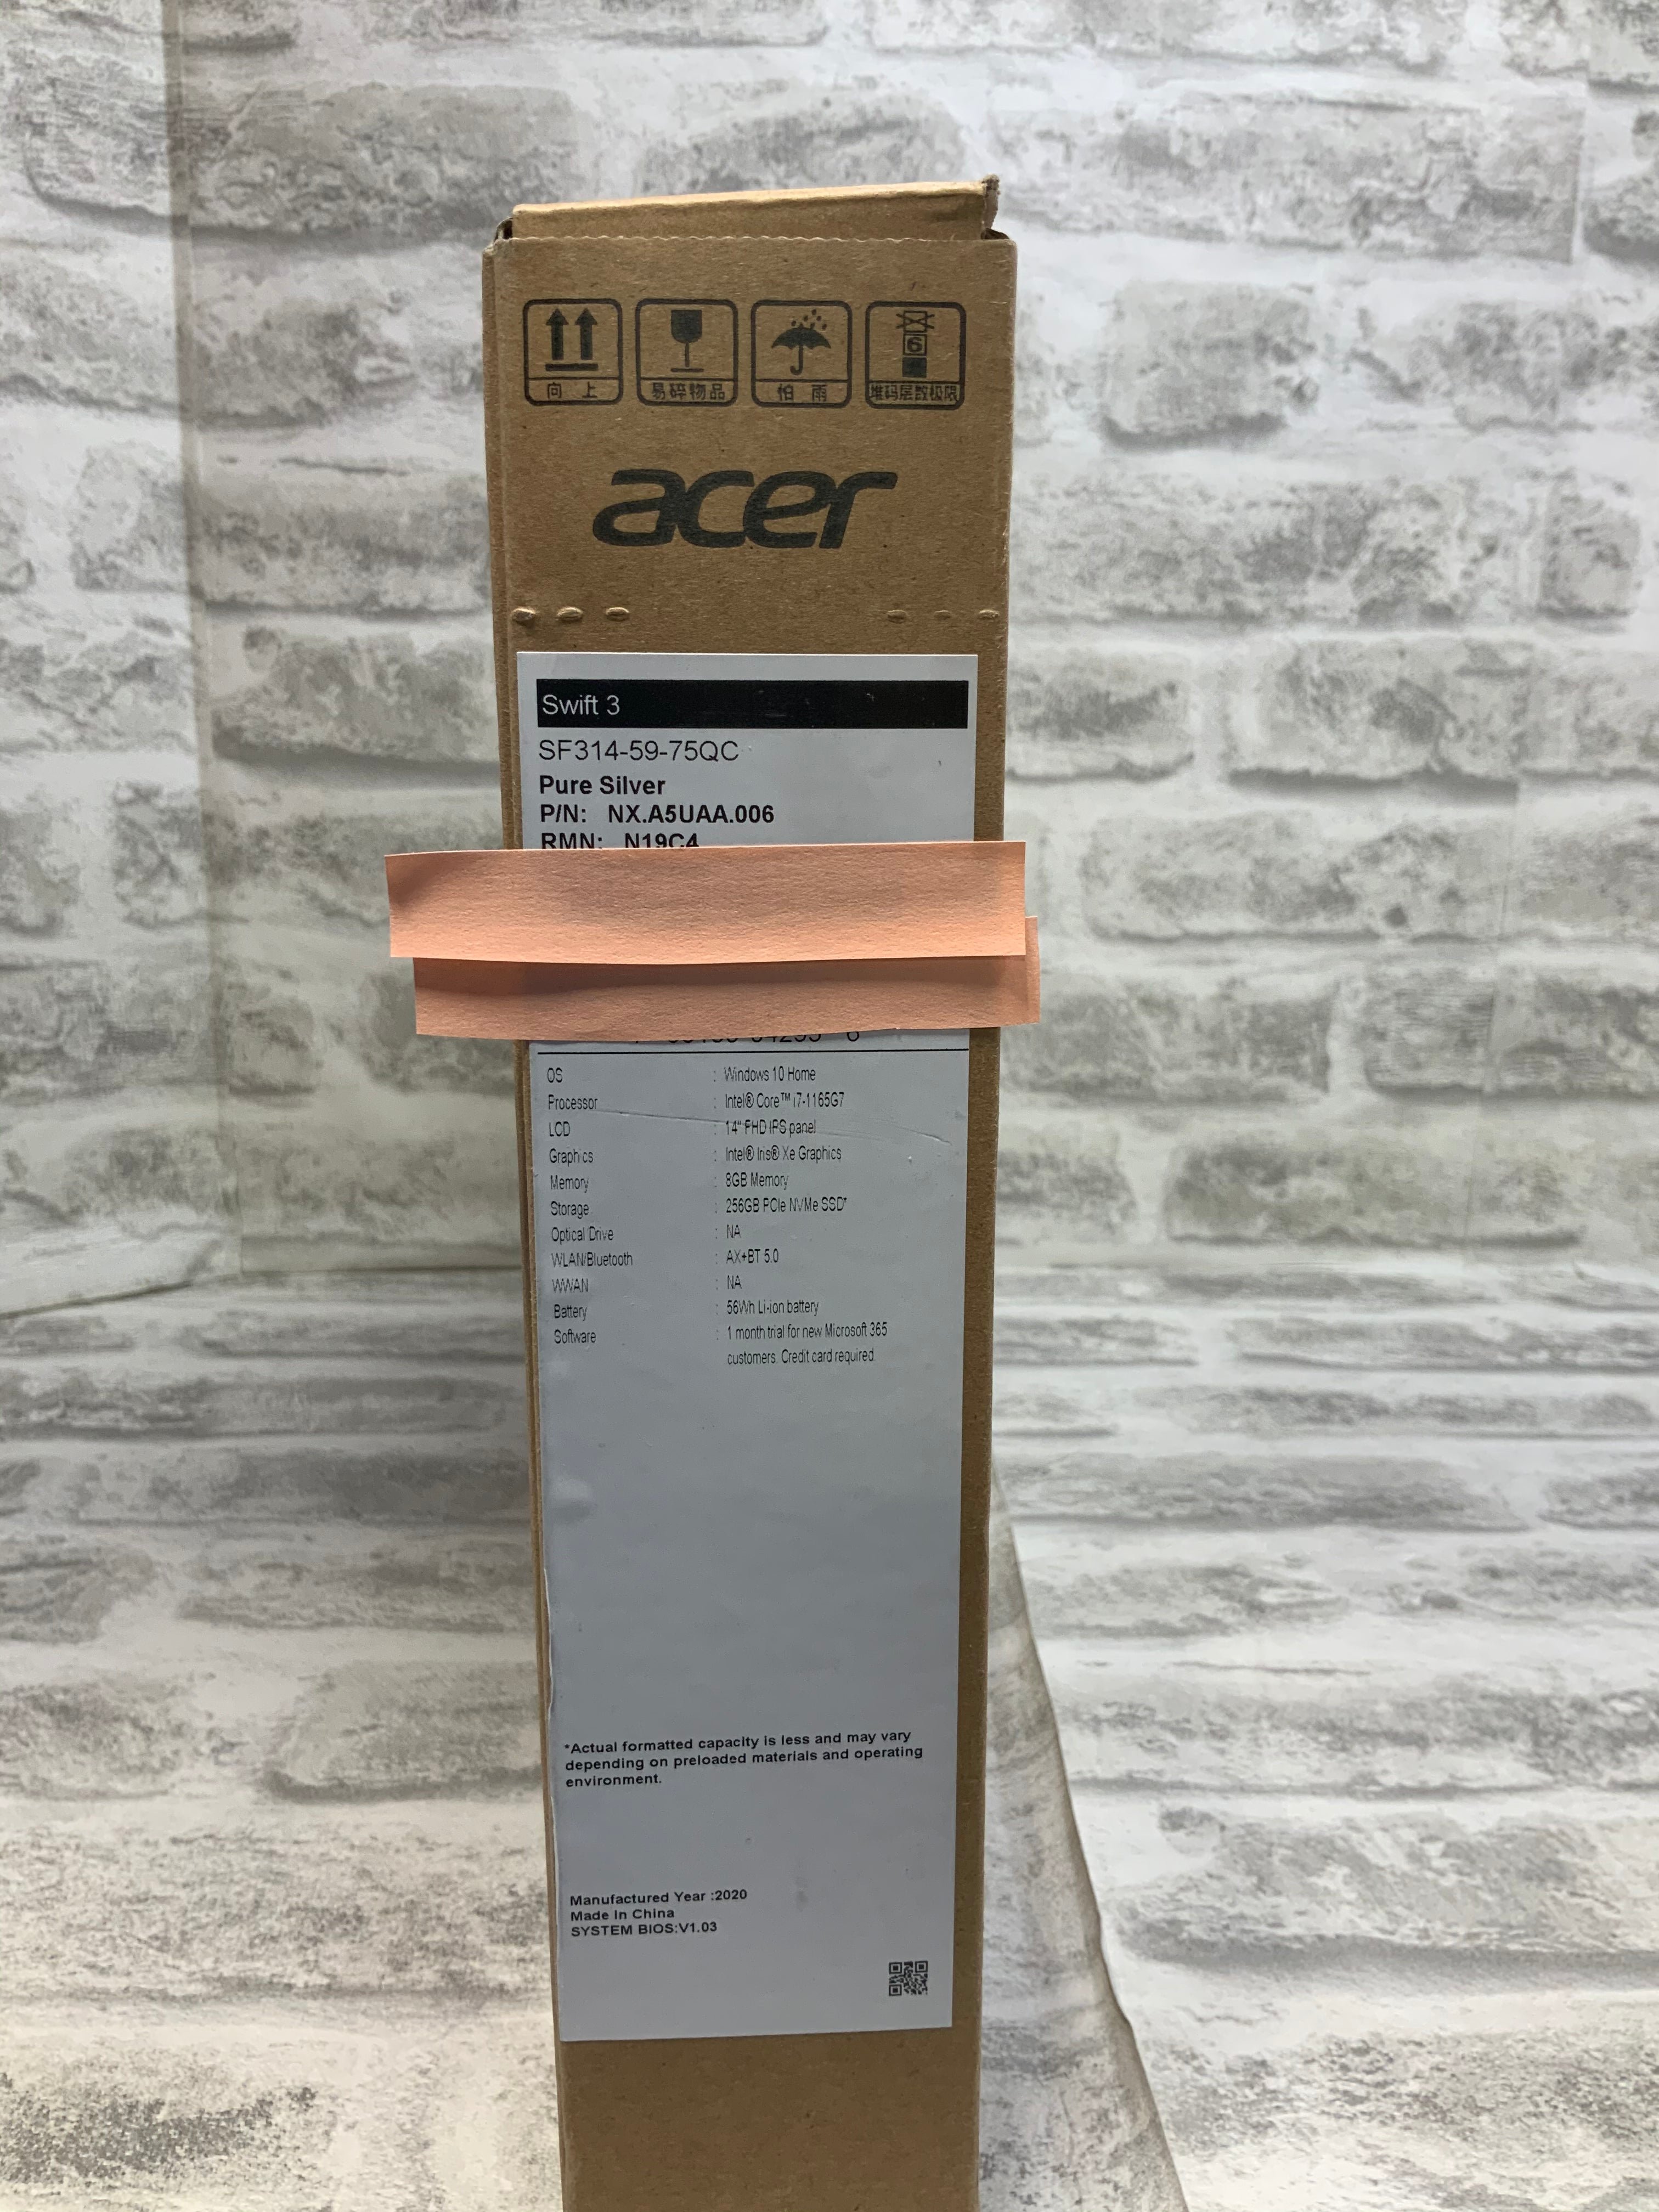 向 上
易碎物品
怕 雨
6
堆码层数极限
acer
Swift 3
SF314-59-75QC
Pure Silver
P/N: NX.A5UAA.006
RMN: N19C4
OS : Windows 10 Home
Processor : Intel® Core™ i7-1165G7
LCD : 14" FHD IPS panel
Graphics : Intel® Iris® Xe Graphics
Memory : 8GB Memory
Storage : 256GB PCIe NVMe SSD*
Optical Drive : NA
WLAN/Bluetooth : AX+BT 5.0
WWAN : NA
Battery : 56Wh Li-ion battery
Software : 1 month trial for new Microsoft 365
customers. Credit card required.
*Actual formatted capacity is less and may vary
depending on preloaded materials and operating
environment.
Manufactured Year :2020
Made In China
SYSTEM BIOS:V1.03